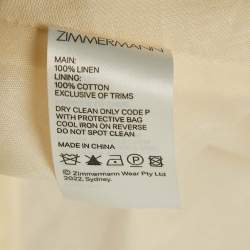 ZIMMERMANN
MAIN:
100% LINEN
LINING:
100% COTTON
EXCLUSIVE OF TRIMS
DRY CLEAN ONLY CODE P
WITH PROTECTIVE BAG
COOL IRON ON REVERSE
DO NOT SPOT CLEAN
MADE IN CHINA
P
© Zimmermann Wear Pty Ltd
2022, Sydney.